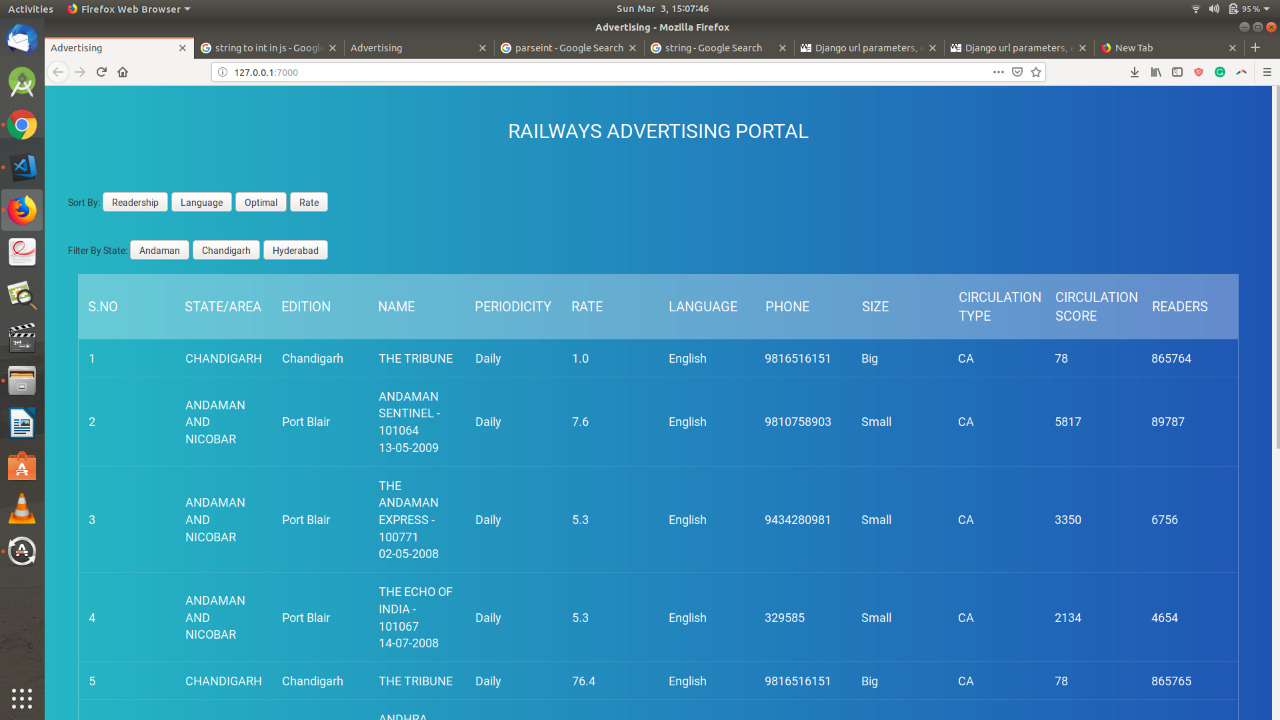 Activities Firefox Web Browser Sun Mar 3, 15:07:46 95%
Advertising - Mozilla Firefox
Advertising string to int in js - Google Advertising parseint - Google Search string - Google Search Django url parameters, e Django url parameters, e New Tab
127.0.0.1:7000
RAILWAYS ADVERTISING PORTAL
Sort By: Readership Language Optimal Rate
Filter By State: Andaman Chandigarh Hyderabad
S.NO STATE/AREA EDITION NAME PERIODICITY RATE LANGUAGE PHONE SIZE CIRCULATION TYPE CIRCULATION SCORE READERS
1 CHANDIGARH Chandigarh THE TRIBUNE Daily 1.0 English 9816516151 Big CA 78 865764
2 ANDAMAN AND NICOBAR Port Blair ANDAMAN SENTINEL - 101064 13-05-2009 Daily 7.6 English 9810758903 Small CA 5817 89787
3 ANDAMAN AND NICOBAR Port Blair THE ANDAMAN EXPRESS - 100771 02-05-2008 Daily 5.3 English 9434280981 Small CA 3350 6756
4 ANDAMAN AND NICOBAR Port Blair THE ECHO OF INDIA - 101067 14-07-2008 Daily 5.3 English 329585 Small CA 2134 4654
5 CHANDIGARH Chandigarh THE TRIBUNE Daily 76.4 English 9816516151 Big CA 78 865765
ANDHRA